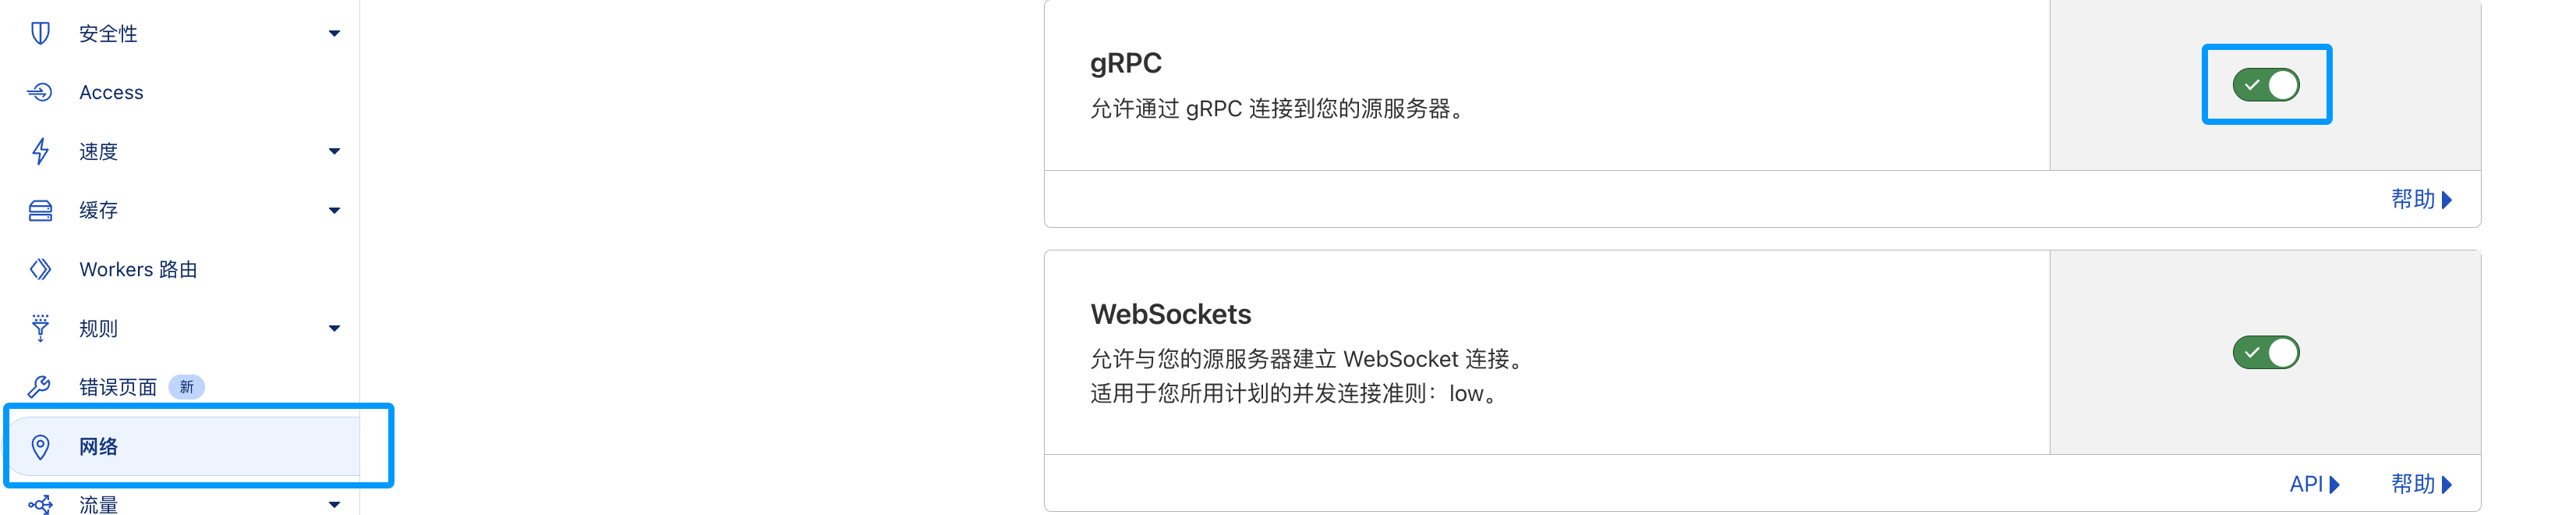 安全性
Access
速度
缓存
Workers 路由
规则
错误页面 新
网络
流量
gRPC
允许通过 gRPC 连接到您的源服务器。
帮助
WebSockets
允许与您的源服务器建立 WebSocket 连接。
适用于您所用计划的并发连接准则：low。
API 帮助